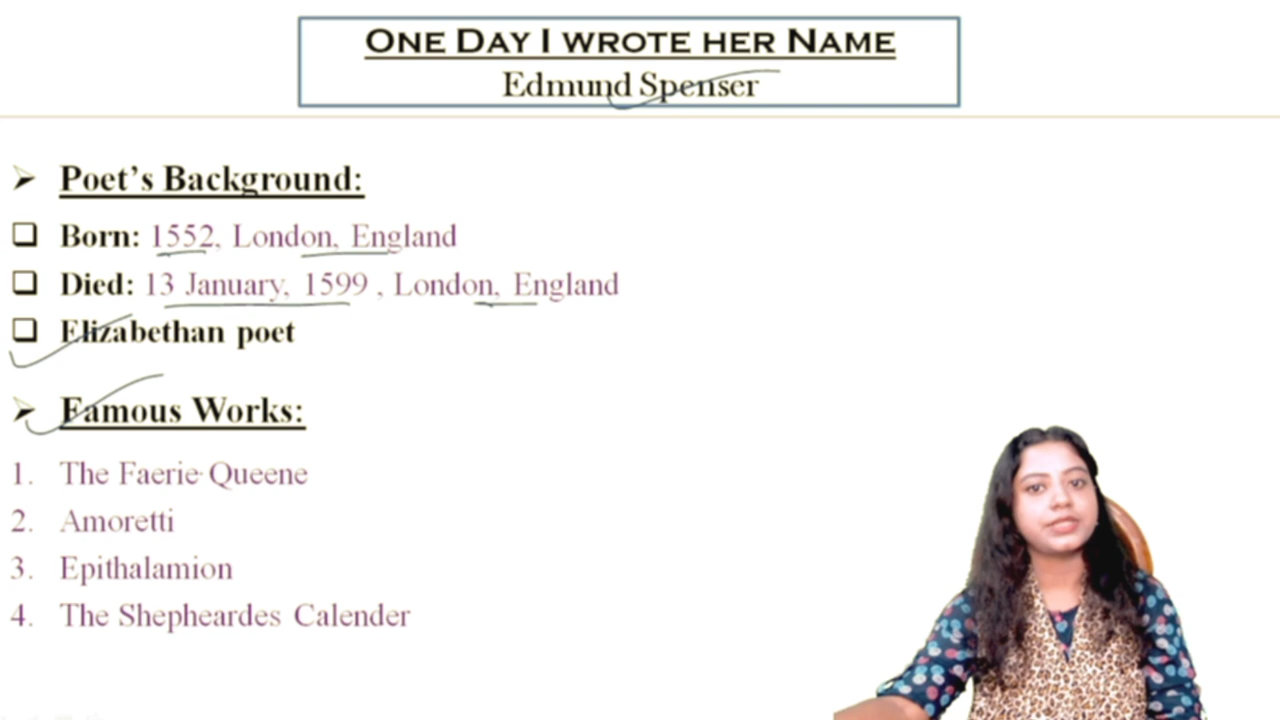 ONE DAY I WROTE HER NAME
Edmund Spenser
Poet's Background:
Born: 1552, London, England
Died: 13 January, 1599 , London, England
Elizabethan poet
Famous Works:
1. The Faerie Queene
2. Amoretti
3. Epithalamion
4. The Shepheardes Calender